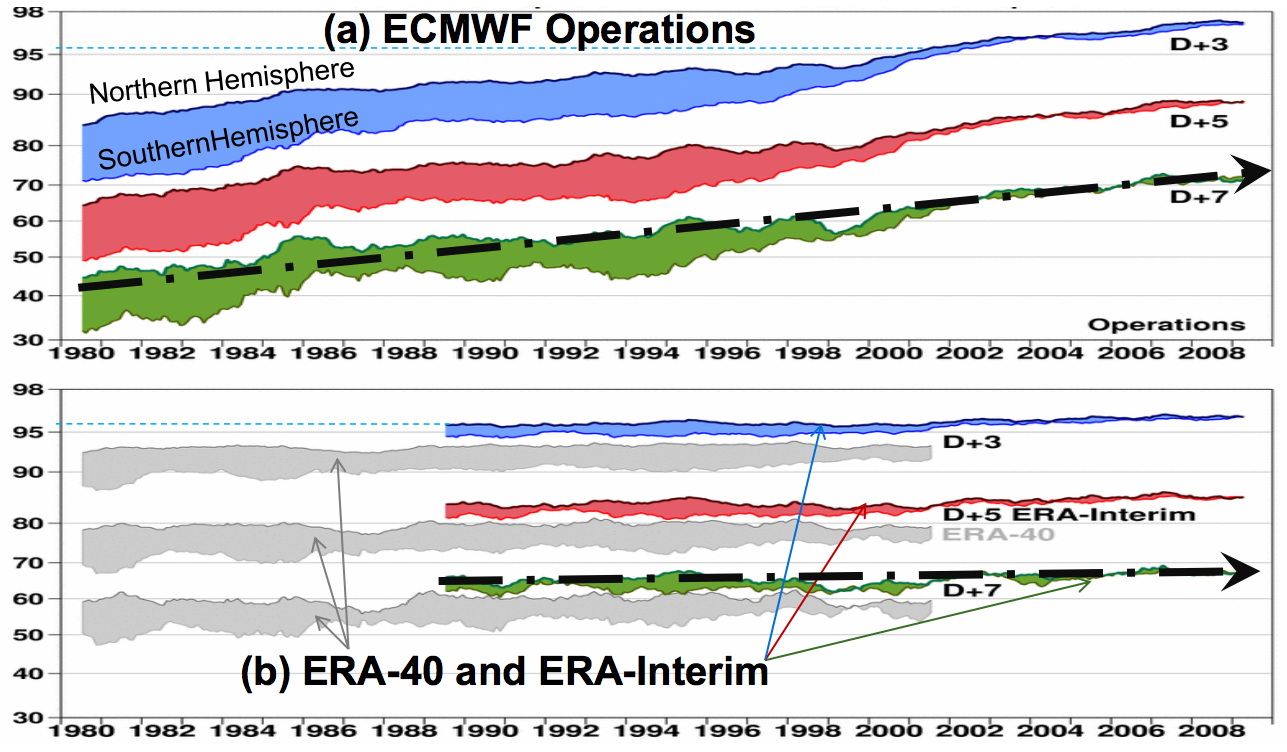 (a) ECMWF Operations
98
95
90
80
70
60
50
40
30
Northern Hemisphere
SouthernHemisphere
D+3
D+5
D+7
Operations
1980 1982 1984 1986 1988 1990 1992 1994 1996 1998 2000 2002 2004 2006 2008
98
95
90
80
70
60
50
40
30
D+3
D+5 ERA-Interim
ERA-40
D+7
(b) ERA-40 and ERA-Interim
1980 1982 1984 1986 1988 1990 1992 1994 1996 1998 2000 2002 2004 2006 2008